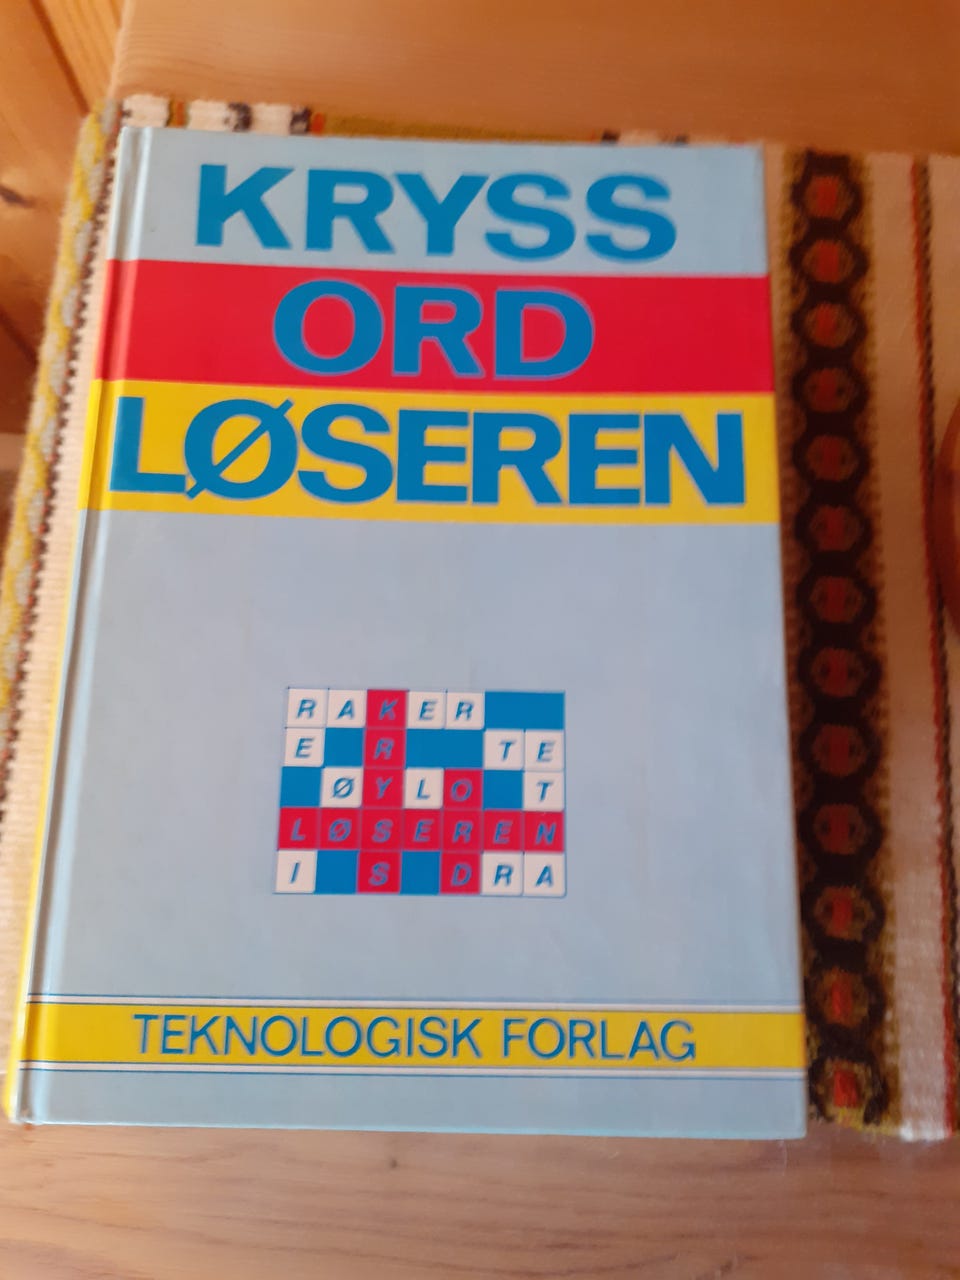 KRYSS
ORD
LØSEREN
RAKER
E R TE
ØYLO T
LØSEREN
I S DRA
TEKNOLOGISK FORLAG